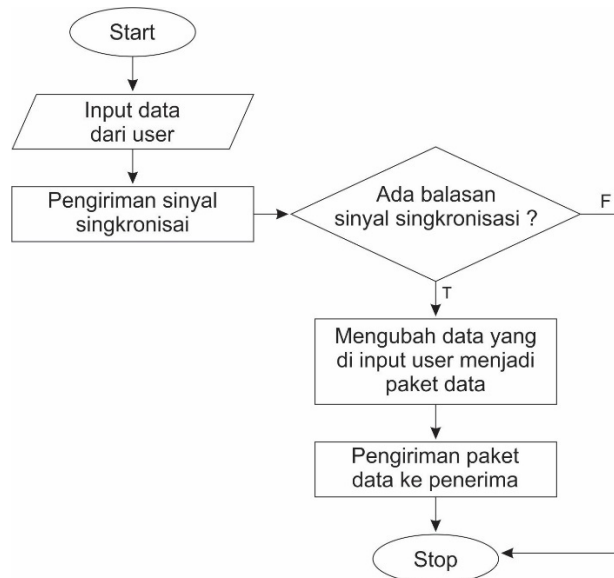 Start
Input data
dari user
Pengiriman sinyal
singkronisai
Ada balasan
sinyal singkronisasi ?
F
T
Mengubah data yang
di input user menjadi
paket data
Pengiriman paket
data ke penerima
Stop